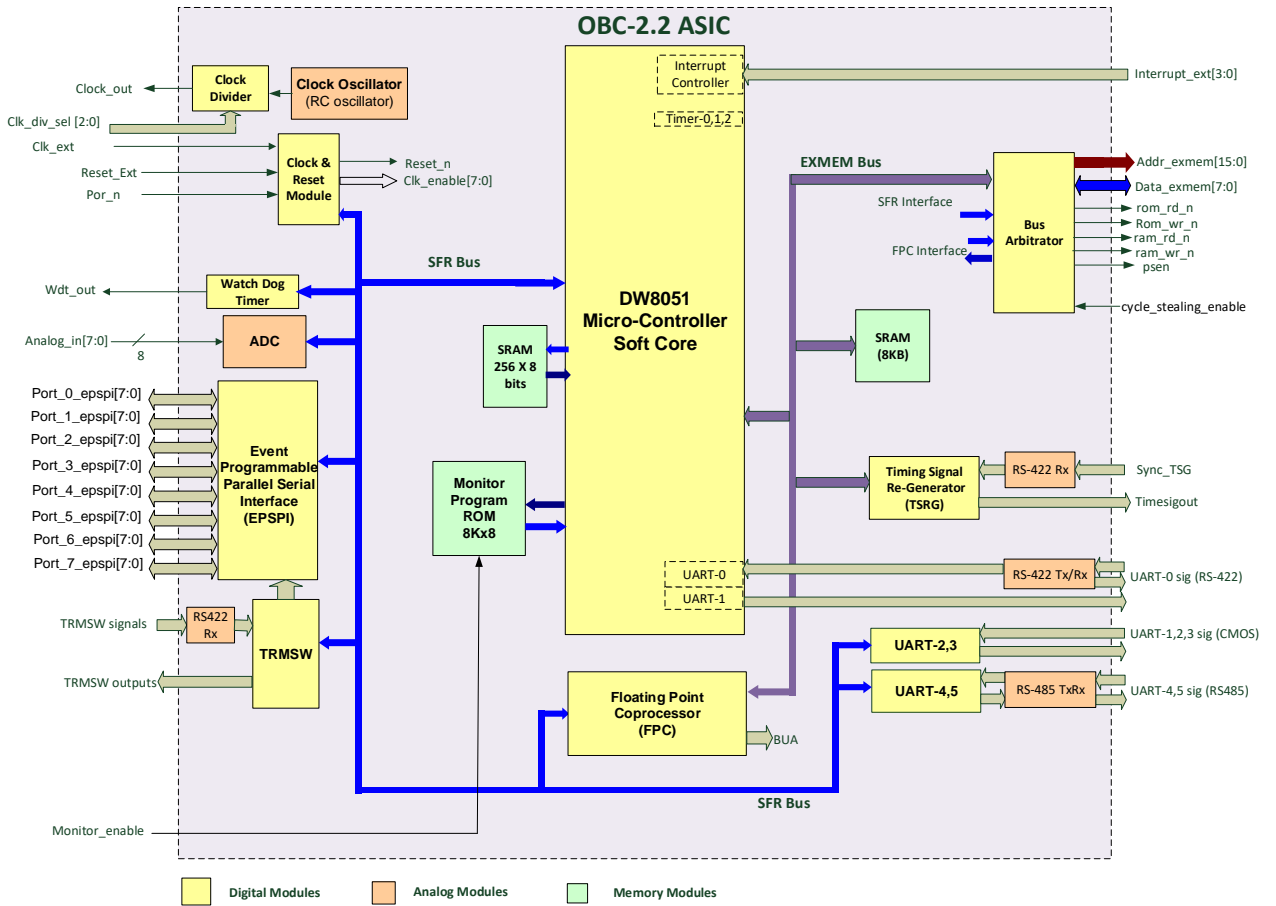 OBC-2.2 ASIC
Clock_out
Clock
Divider
Clock Oscillator
(RC oscillator)
Clk_div_sel [2:0]
Clk_ext
Reset_Ext
Por_n
Clock &
Reset
Module
Reset_n
Clk_enable[7:0]
Interrupt
Controller
Timer-0,1,2
Interrupt_ext[3:0]
EXMEM Bus
SFR Interface
FPC Interface
Bus
Arbitrator
Addr_exmem[15:0]
Data_exmem[7:0]
rom_rd_n
Rom_wr_n
ram_rd_n
ram_wr_n
psen
cycle_stealing_enable
SFR Bus
Wdt_out
Watch Dog
Timer
Analog_in[7:0]
8
ADC
DW8051
Micro-Controller
Soft Core
SRAM
256 X 8
bits
SRAM
(8KB)
Port_0_epspi[7:0]
Port_1_epspi[7:0]
Port_2_epspi[7:0]
Port_3_epspi[7:0]
Port_4_epspi[7:0]
Port_5_epspi[7:0]
Port_6_epspi[7:0]
Port_7_epspi[7:0]
Event
Programmable
Parallel Serial
Interface
(EPSPI)
Monitor
Program
ROM
8Kx8
Timing Signal
Re-Generator
(TSRG)
RS-422 Rx
Sync_TSG
Timesigout
UART-0
UART-1
RS-422 Tx/Rx
UART-0 sig (RS-422)
TRMSW signals
RS422
Rx
TRMSW
TRMSW outputs
UART-2,3
UART-1,2,3 sig (CMOS)
UART-4,5
RS-485 TxRx
UART-4,5 sig (RS485)
Floating Point
Coprocessor
(FPC)
BUA
SFR Bus
Monitor_enable
Digital Modules
Analog Modules
Memory Modules